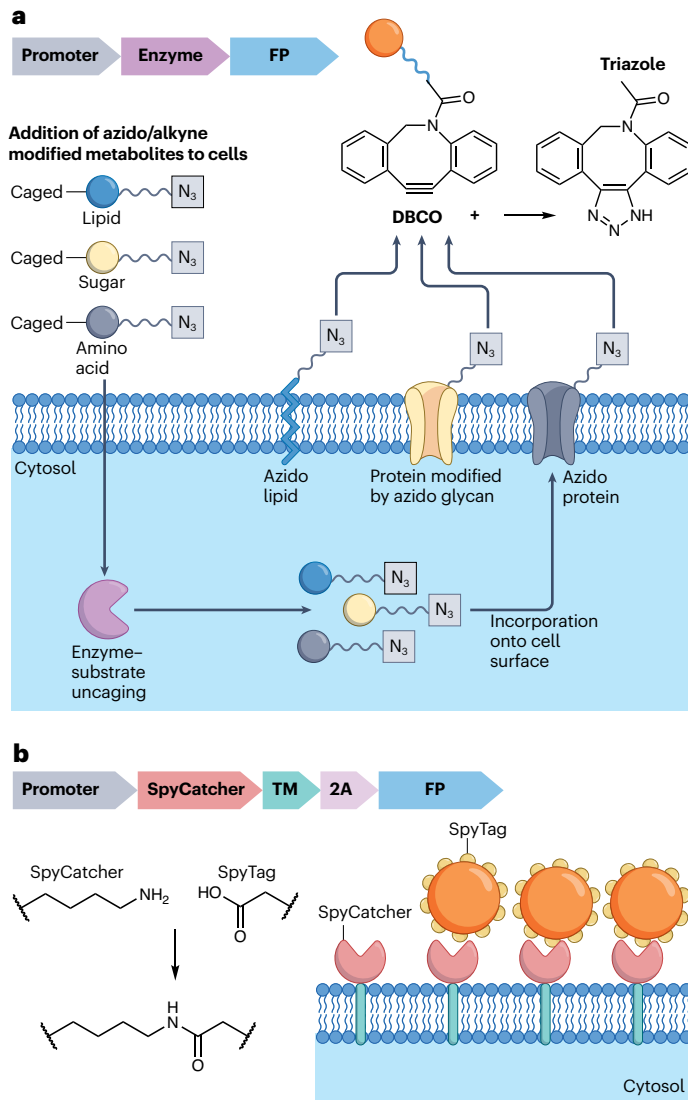 a
Promoter Enzyme FP
Triazole
O
N
O
N
Addition of azido/alkyne
modified metabolites to cells
Caged N3
Lipid
DBCO +
N NH
N
Caged N3
Sugar
Caged N3
Amino
acid
N3 N3 N3
Cytosol
Azido
lipid
Protein modified
by azido glycan
Azido
protein
N3
N3
N3
Enzyme–
substrate
uncaging
Incorporation
onto cell
surface
b
Promoter SpyCatcher TM 2A FP
SpyTag
SpyCatcher SpyTag
NH2 HO
O
SpyCatcher
H
N
O
Cytosol